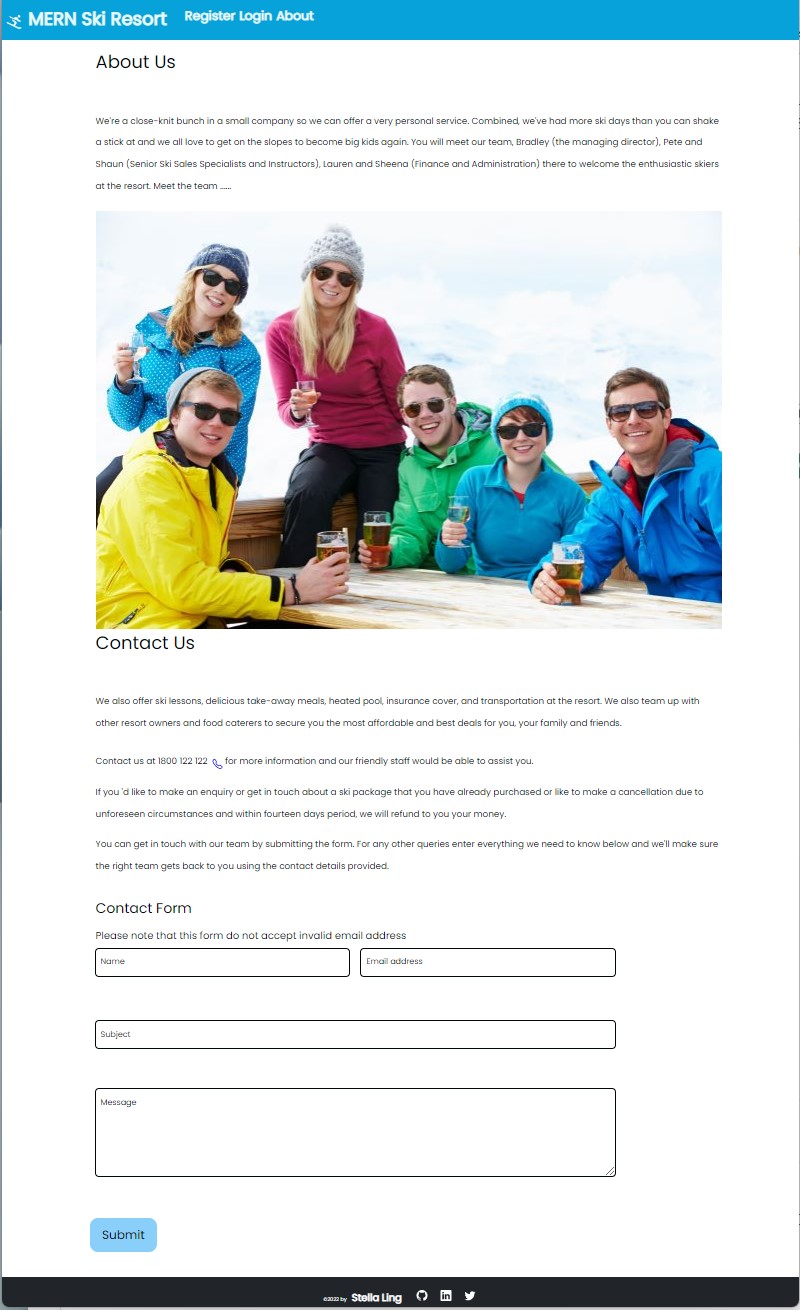 MERN Ski Resort Register Login About
About Us
We're a close-knit bunch in a small company so we can offer a very personal service. Combined, we've had more ski days than you can shake
a stick at and we all love to get on the slopes to become big kids again. You will meet our team, Bradley (the managing director), Pete and
Shaun (Senior Ski Sales Specialists and Instructors), Lauren and Sheena (Finance and Administration) there to welcome the enthusiastic skiers
at the resort. Meet the team ......
Contact Us
We also offer ski lessons, delicious take-away meals, heated pool, insurance cover, and transportation at the resort. We also team up with
other resort owners and food caterers to secure you the most affordable and best deals for you, your family and friends.
Contact us at 1800 122 122 for more information and our friendly staff would be able to assist you.
If you 'd like to make an enquiry or get in touch about a ski package that you have already purchased or like to make a cancellation due to
unforeseen circumstances and within fourteen days period, we will refund to you your money.
You can get in touch with our team by submitting the form. For any other queries enter everything we need to know below and we'll make sure
the right team gets back to you using the contact details provided.
Contact Form
Please note that this form do not accept invalid email address
Name Email address
Subject
Message
Submit
©2022 by Stella Ling